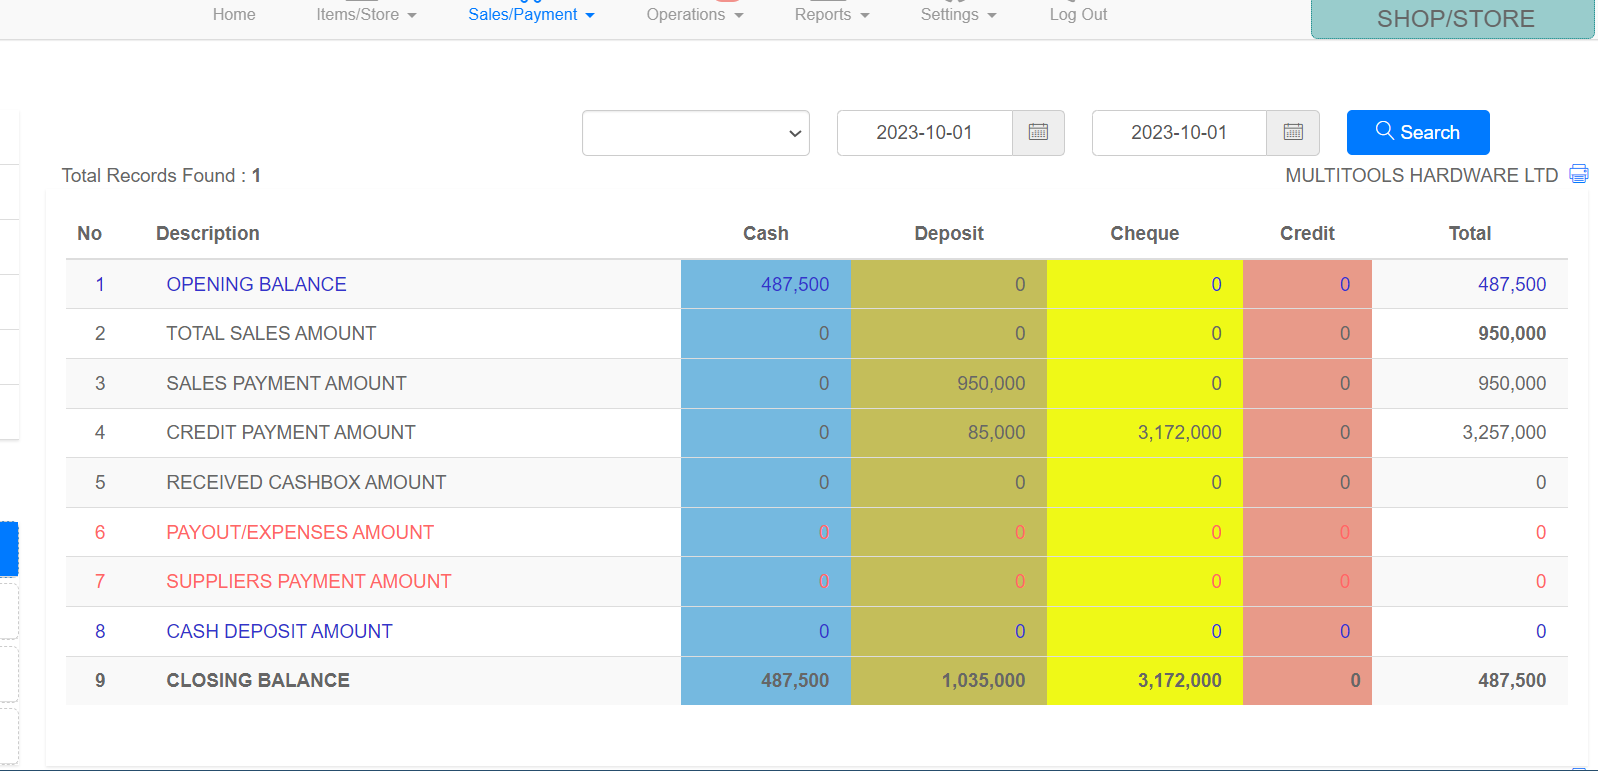 Home Items/Store Sales/Payment Operations Reports Settings Log Out SHOP/STORE
2023-10-01 2023-10-01 Search
Total Records Found : 1 MULTITOOLS HARDWARE LTD
No Description Cash Deposit Cheque Credit Total
1 OPENING BALANCE 487,500 0 0 0 487,500
2 TOTAL SALES AMOUNT 0 0 0 0 950,000
3 SALES PAYMENT AMOUNT 0 950,000 0 0 950,000
4 CREDIT PAYMENT AMOUNT 0 85,000 3,172,000 0 3,257,000
5 RECEIVED CASHBOX AMOUNT 0 0 0 0 0
6 PAYOUT/EXPENSES AMOUNT 0 0 0 0 0
7 SUPPLIERS PAYMENT AMOUNT 0 0 0 0 0
8 CASH DEPOSIT AMOUNT 0 0 0 0 0
9 CLOSING BALANCE 487,500 1,035,000 3,172,000 0 487,500